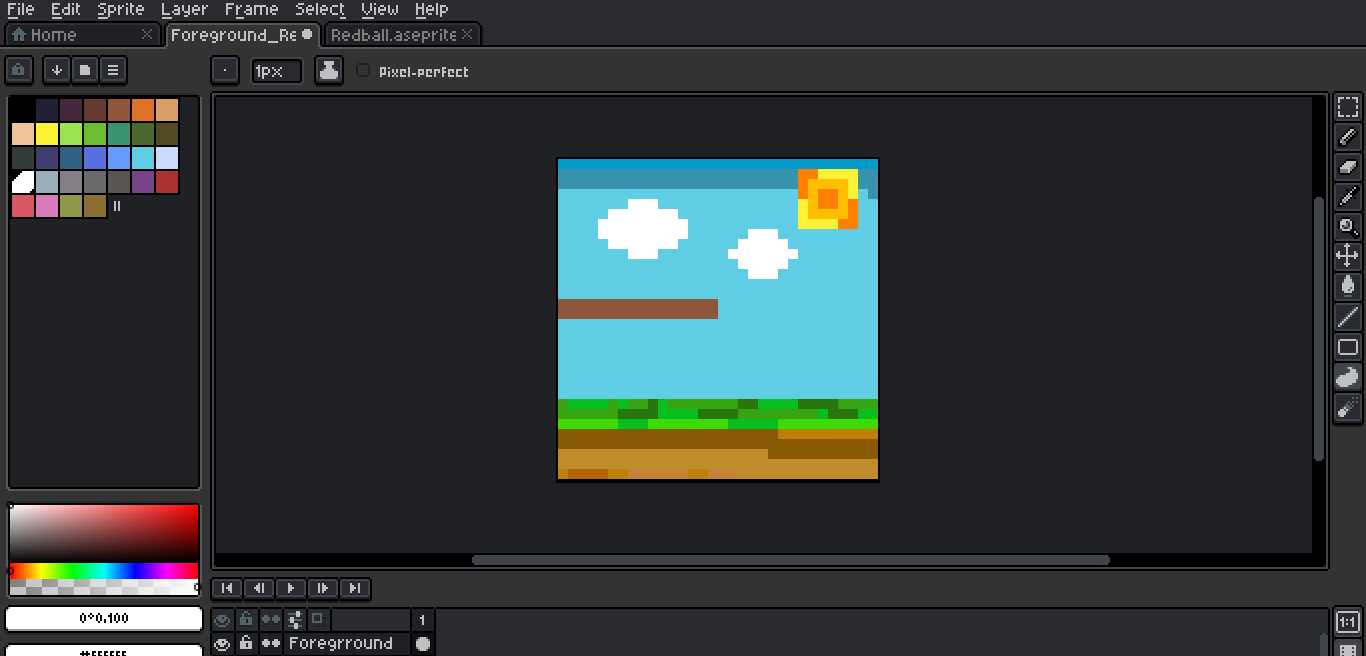 File Edit Sprite Layer Frame Select View Help
Home Foreground_Re Redball.aseprite
1px Pixel-perfect
0°0.100
#FFFFFF
1
Foregrround
1:1